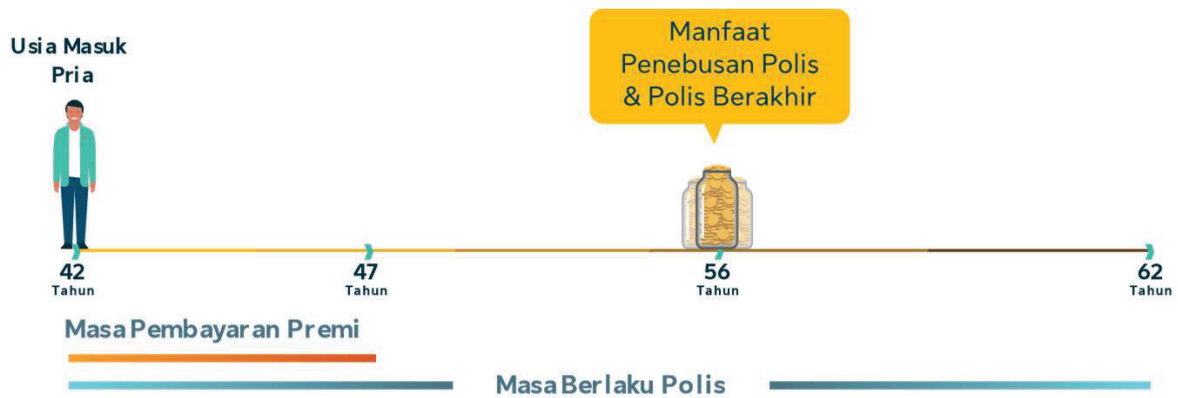 Usia Masuk
Pria
Manfaat
Penebusan Polis
& Polis Berakhir
42
Tahun
47
Tahun
56
Tahun
62
Tahun
Masa Pembayaran Premi
Masa Berlaku Polis